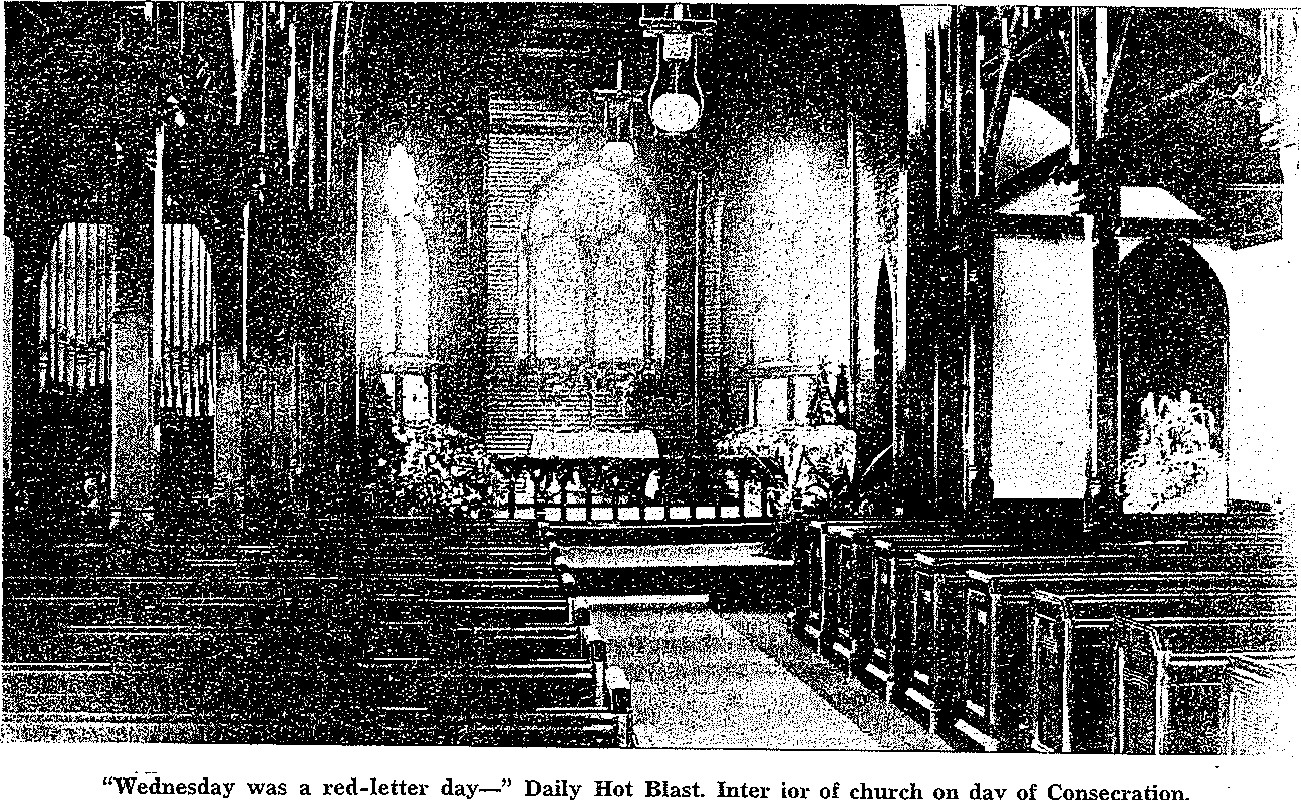 “Wednesday was a red-letter day—” Daily Hot Blast. Inter ior of church on day of Consecration.